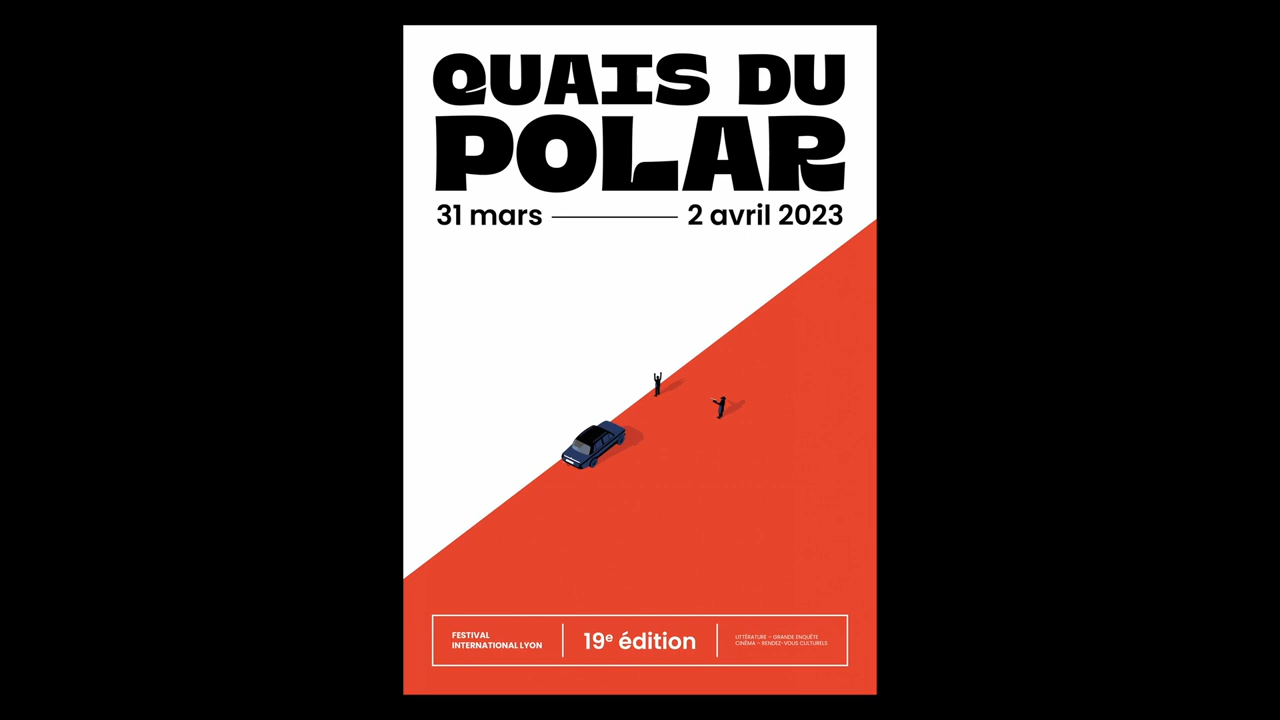 QUAIS DU
POLAR
31 mars 2 avril 2023
FESTIVAL
INTERNATIONAL LYON
19e édition
LITTÉRATURE – GRANDE ENQUÊTE
CINÉMA – RENDEZ-VOUS CULTURELS